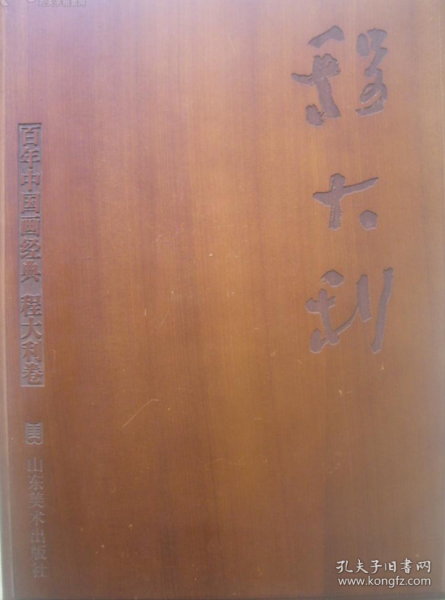 程大利
百年中国画经典 程大利卷
山东美术出版社
孔夫子旧书网
www.kongfz.com